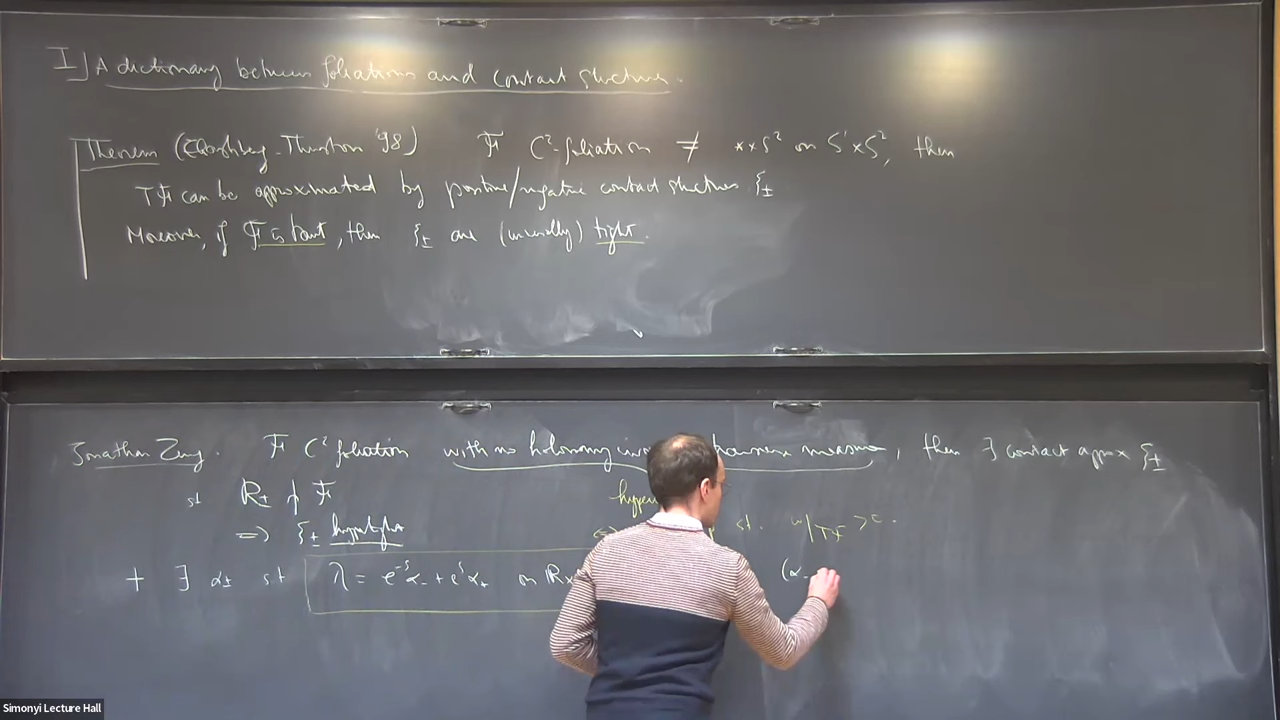 I] A dictionary between foliations and contact structures.
Theorem (Eliashberg-Thurston '98) F C²-foliation ≠ **S² on S¹×S², then
TF can be approximated by positive/negative contact structures ξ±
Moreover, if F is taut, then ξ± are (universally) tight.
Jonathan Zung. F C² foliation with no holonomy transverse measure, then ∃ contact approx ξ±
st R± ⋔ F
⇒ ξ± hypertight st. w/TF >0.
+ ∃ α± st λ = e⁻ˢα₋ + eˢα₊ on R× (α₋
Simonyi Lecture Hall